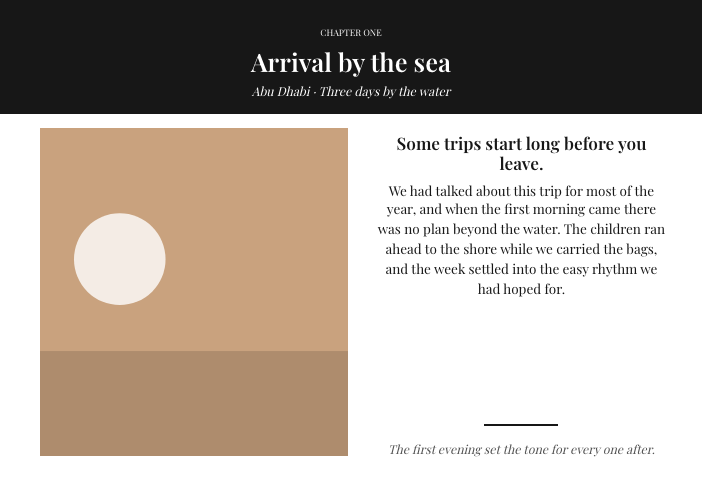 CHAPTER ONE
Arrival by the sea
Abu Dhabi · Three days by the water
Some trips start long before you
leave.
We had talked about this trip for most of the
year, and when the first morning came there
was no plan beyond the water. The children ran
ahead to the shore while we carried the bags,
and the week settled into the easy rhythm we
had hoped for.
The first evening set the tone for every one after.